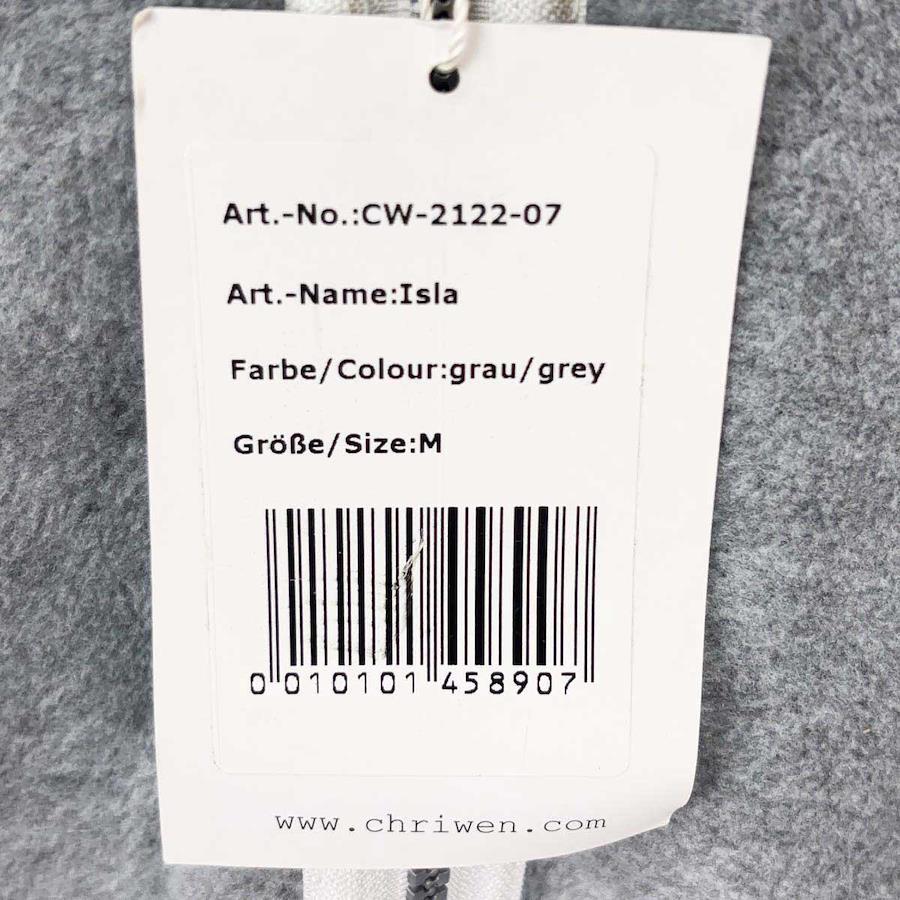 Art.-No.:CW-2122-07
Art.-Name:Isla
Farbe/Colour:grau/grey
Größe/Size:M
0 010101 458907
www.chriwen.com